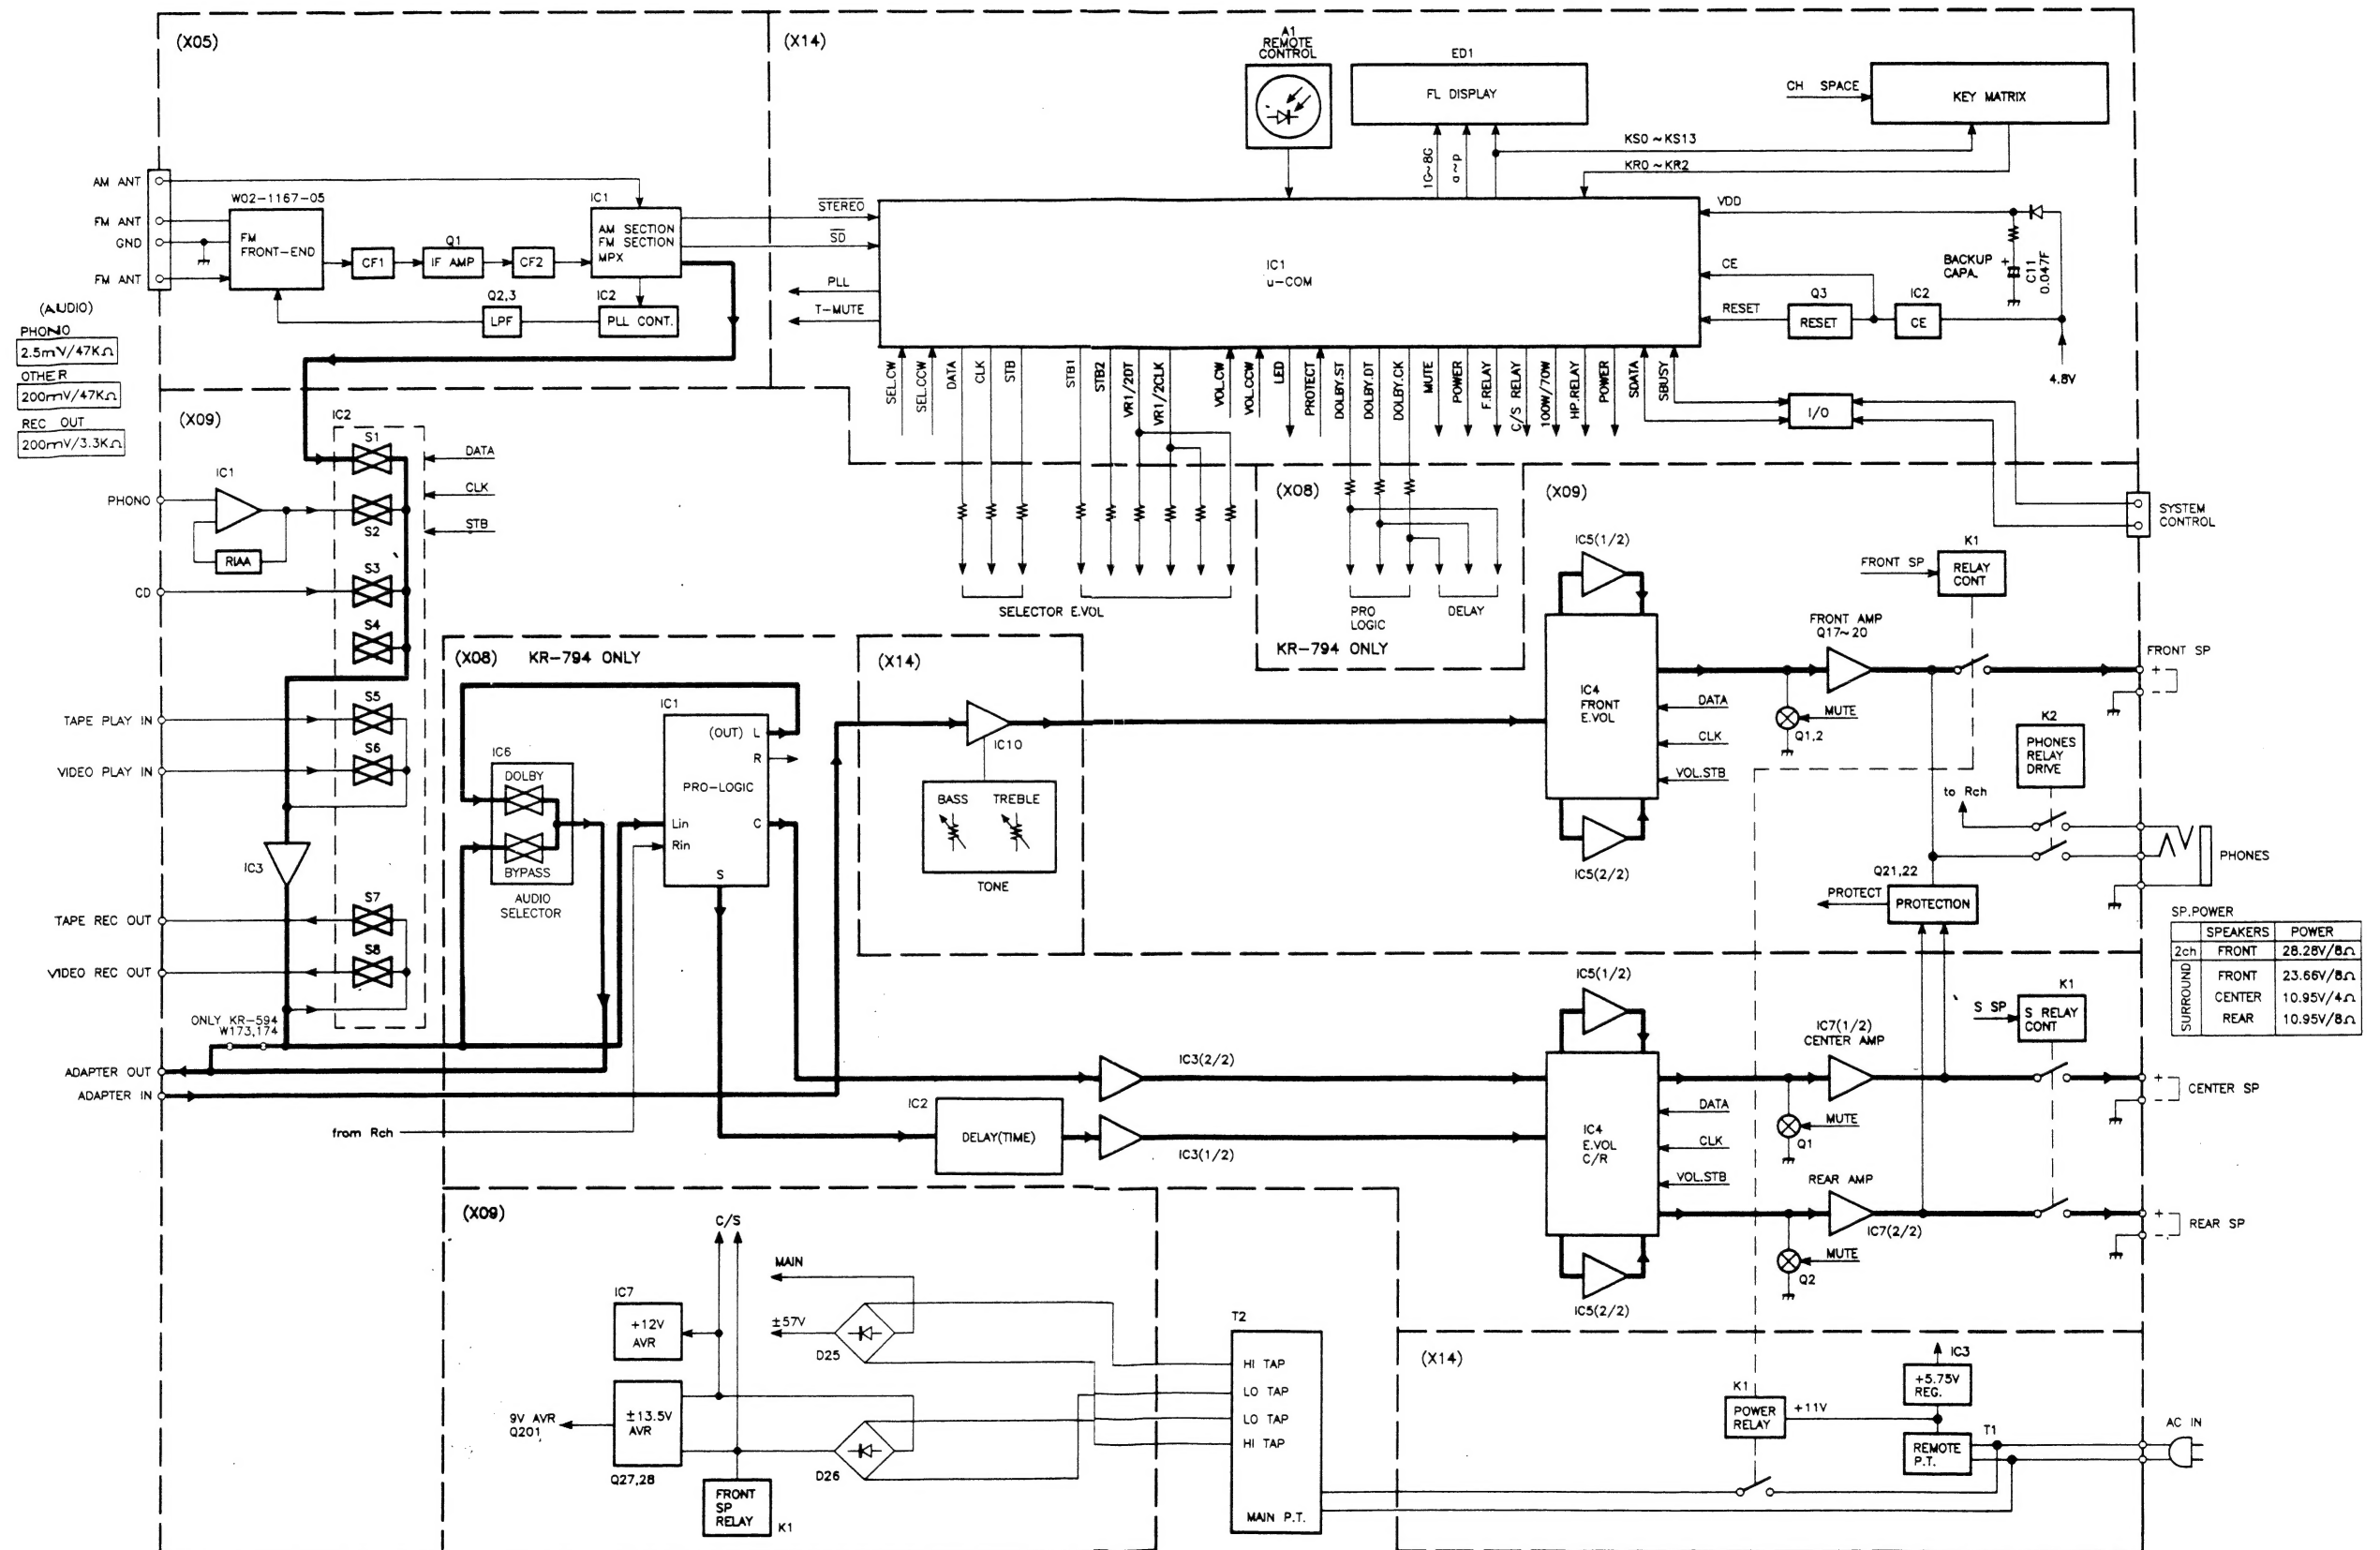 (X05)
(X14)
A1
REMOTE
CONTROL
ED1
FL DISPLAY
CH SPACE
KEY MATRIX
1G~8G
a~p
KS0~KS13
KR0~KR2
AM ANT
FM ANT
GND
FM ANT
W02-1167-05
FM
FRONT-END
CF1
Q1
IF AMP
CF2
IC1
AM SECTION
FM SECTION
MPX
Q2,3
LPF
IC2
PLL CONT.
STEREO
SD
PLL
T-MUTE
IC1
u-COM
VDD
CE
RESET
BACKUP
CAPA.
+
C11
0.047F
Q3
RESET
IC2
CE
4.8V
(AUDIO)
PHONO
2.5mV/47KΩ
OTHER
200mV/47KΩ
REC OUT
200mV/3.3KΩ
SEL.CW
SEL.CCW
DATA
CLK
STB
STB1
STB2
VR1/2DT
VR1/2CLK
VOL.CW
VOL.CCW
LED
PROTECT
DOLBY.ST
DOLBY.DT
DOLBY.CK
MUTE
POWER
F.RELAY
C/S RELAY
100W/70W
HP.RELAY
POWER
SDATA
SBUSY
I/O
SYSTEM
CONTROL
(X09)
IC2
S1
DATA
CLK
STB
PHONO
IC1
RIAA
S2
CD
S3
S4
TAPE PLAY IN
S5
VIDEO PLAY IN
S6
IC3
TAPE REC OUT
S7
VIDEO REC OUT
S8
ONLY KR-594
W173,174
ADAPTER OUT
ADAPTER IN
from Rch
SELECTOR E.VOL
(X08)
PRO
LOGIC
DELAY
KR-794 ONLY
(X09)
(X08) KR-794 ONLY
IC6
DOLBY
BYPASS
AUDIO
SELECTOR
IC1
(OUT) L
R
PRO-LOGIC
Lin
C
Rin
S
(X14)
IC10
BASS TREBLE
TONE
IC5(1/2)
IC4
FRONT
E.VOL
DATA
CLK
VOL.STB
IC5(2/2)
FRONT SP
K1
RELAY
CONT
FRONT AMP
Q17~20
MUTE
Q1,2
FRONT SP
+
-
K2
PHONES
RELAY
DRIVE
to Rch
PHONES
Q21,22
PROTECT
PROTECTION
SP.POWER
SPEAKERS POWER
2ch FRONT 28.28V/8Ω
SURROUND
FRONT 23.66V/8Ω
CENTER 10.95V/4Ω
REAR 10.95V/8Ω
IC3(2/2)
IC2
DELAY(TIME)
IC3(1/2)
IC5(1/2)
IC4
E.VOL
C/R
DATA
CLK
VOL.STB
IC5(2/2)
IC7(1/2)
CENTER AMP
MUTE
Q1
S SP
K1
S RELAY
CONT
+
-
CENTER SP
REAR AMP
IC7(2/2)
MUTE
Q2
+
-
REAR SP
(X09)
C/S
MAIN
IC7
+12V
AVR
±57V
D25
9V AVR
Q201
±13.5V
AVR
Q27,28
D26
FRONT
SP
RELAY
K1
T2
HI TAP
LO TAP
LO TAP
HI TAP
MAIN P.T.
(X14)
K1
POWER
RELAY
+11V
IC3
+5.75V
REG.
T1
REMOTE
P.T.
AC IN